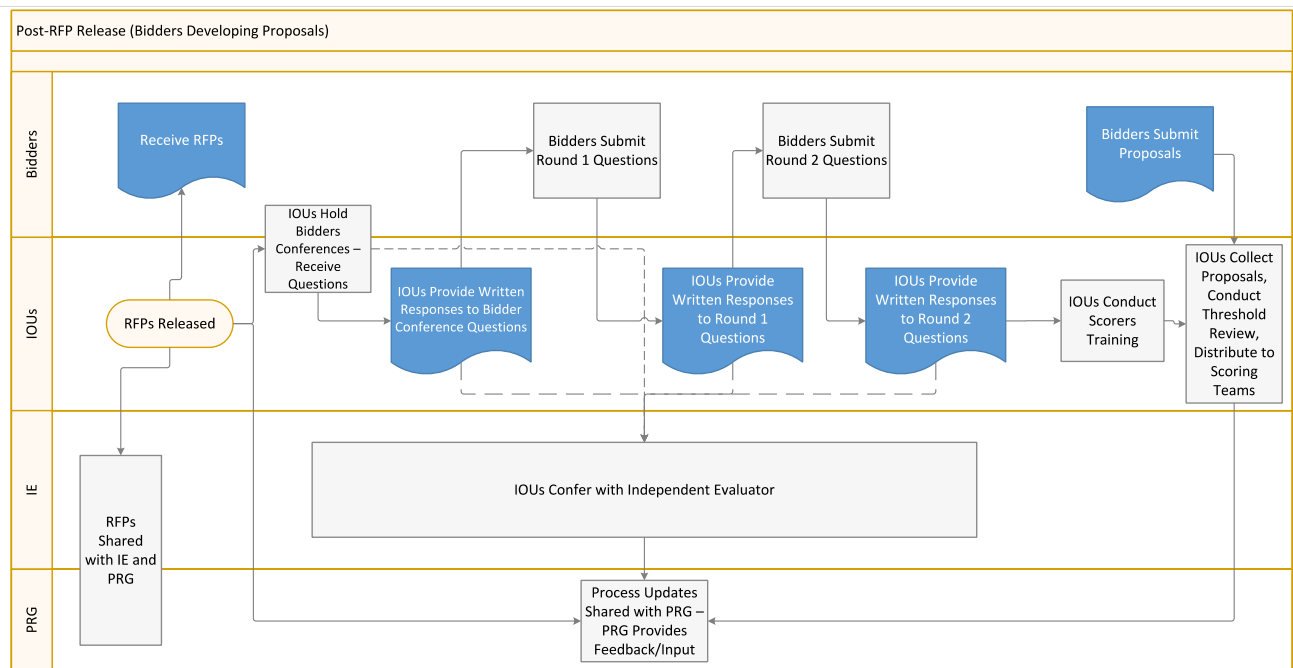 Post-RFP Release (Bidders Developing Proposals)
Bidders
Receive RFPs
Bidders Submit
Round 1 Questions
Bidders Submit
Round 2 Questions
Bidders Submit
Proposals
IOUs
IOUs Hold
Bidders
Conferences –
Receive
Questions
RFPs Released
IOUs Provide Written
Responses to Bidder
Conference Questions
IOUs Provide
Written Responses
to Round 1
Questions
IOUs Provide
Written Responses
to Round 2
Questions
IOUs Conduct
Scorers
Training
IOUs Collect
Proposals,
Conduct
Threshold
Review,
Distribute to
Scoring
Teams
IE
IOUs Confer with Independent Evaluator
RFPs
Shared
with IE and
PRG
PRG
Process Updates
Shared with PRG –
PRG Provides
Feedback/Input